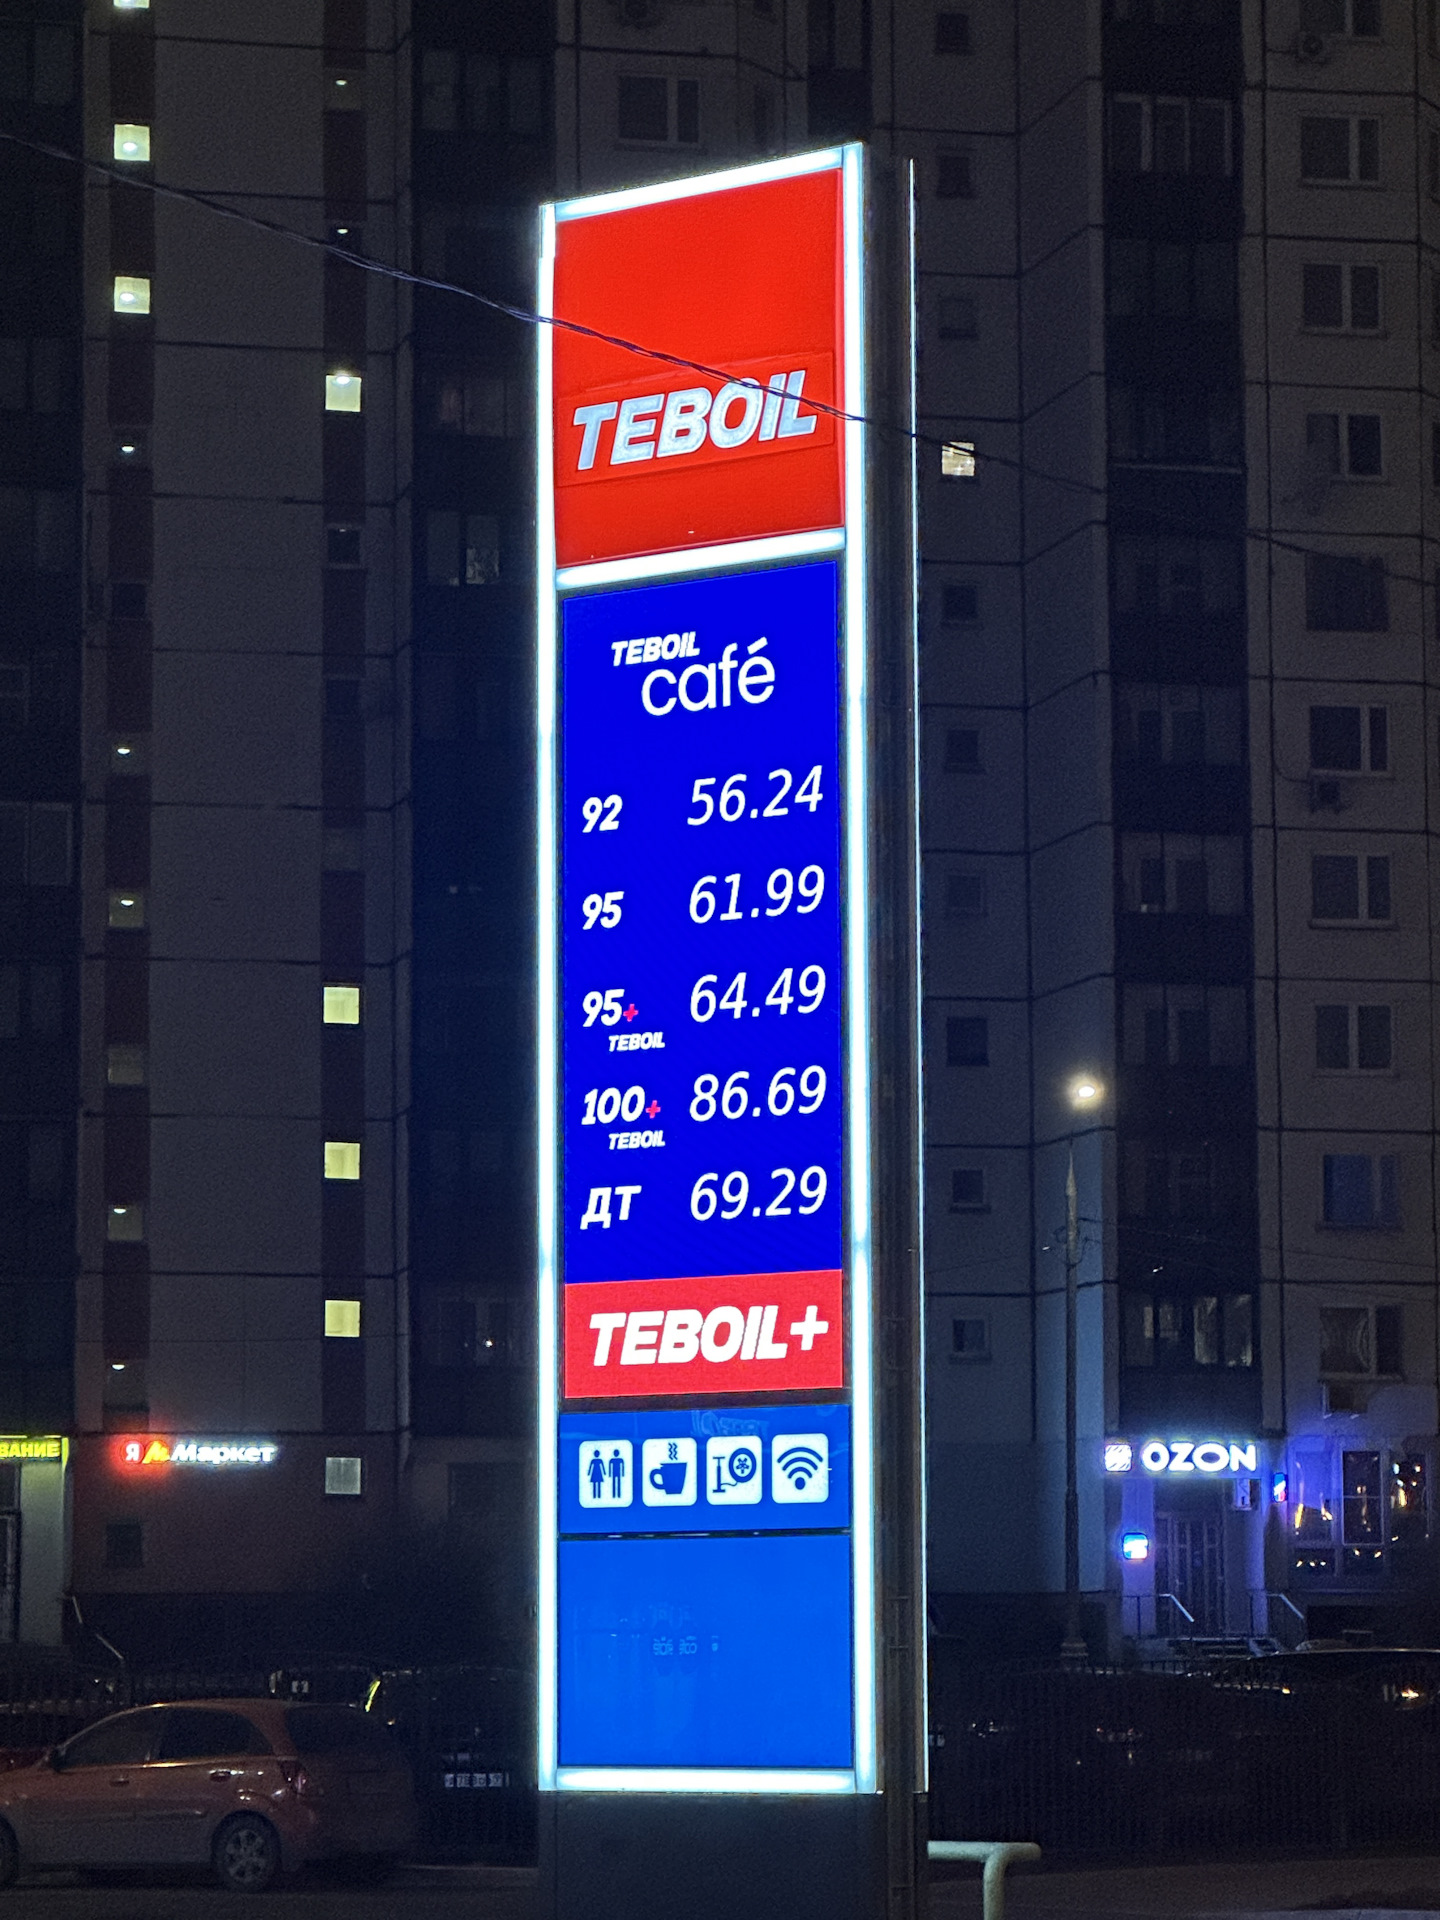 TEBOIL
TEBOIL
café
92 56.24
95 61.99
95+ 64.49
TEBOIL
100+ 86.69
TEBOIL
ДТ 69.29
TEBOIL+
ВАНИЕ
Я Маркет
OZON